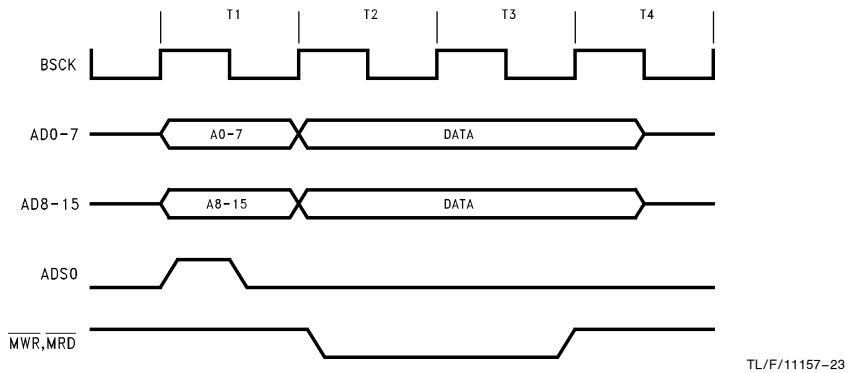 T1 T2 T3 T4
BSCK
AD0-7 A0-7 DATA
AD8-15 A8-15 DATA
ADS0
MWR,MRD
TL/F/11157-23